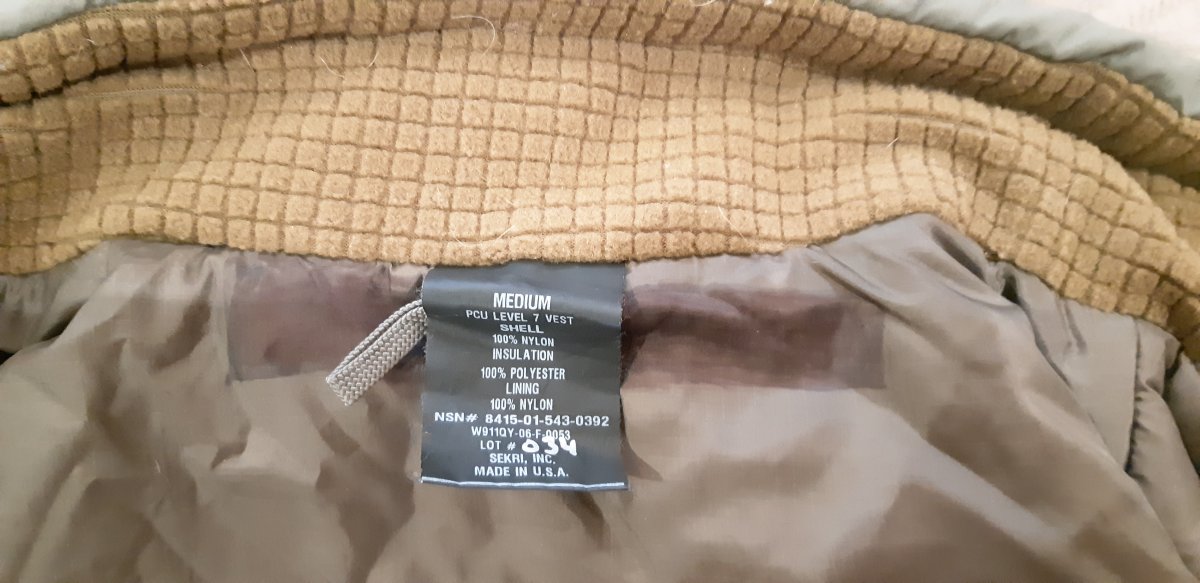 MEDIUM
PCU LEVEL 7 VEST
SHELL
100% NYLON
INSULATION
100% POLYESTER
LINING
100% NYLON
NSN# 8415-01-543-0392
W911QY-06-F-0053
LOT # 034
SEKRI, INC.
MADE IN U.S.A.